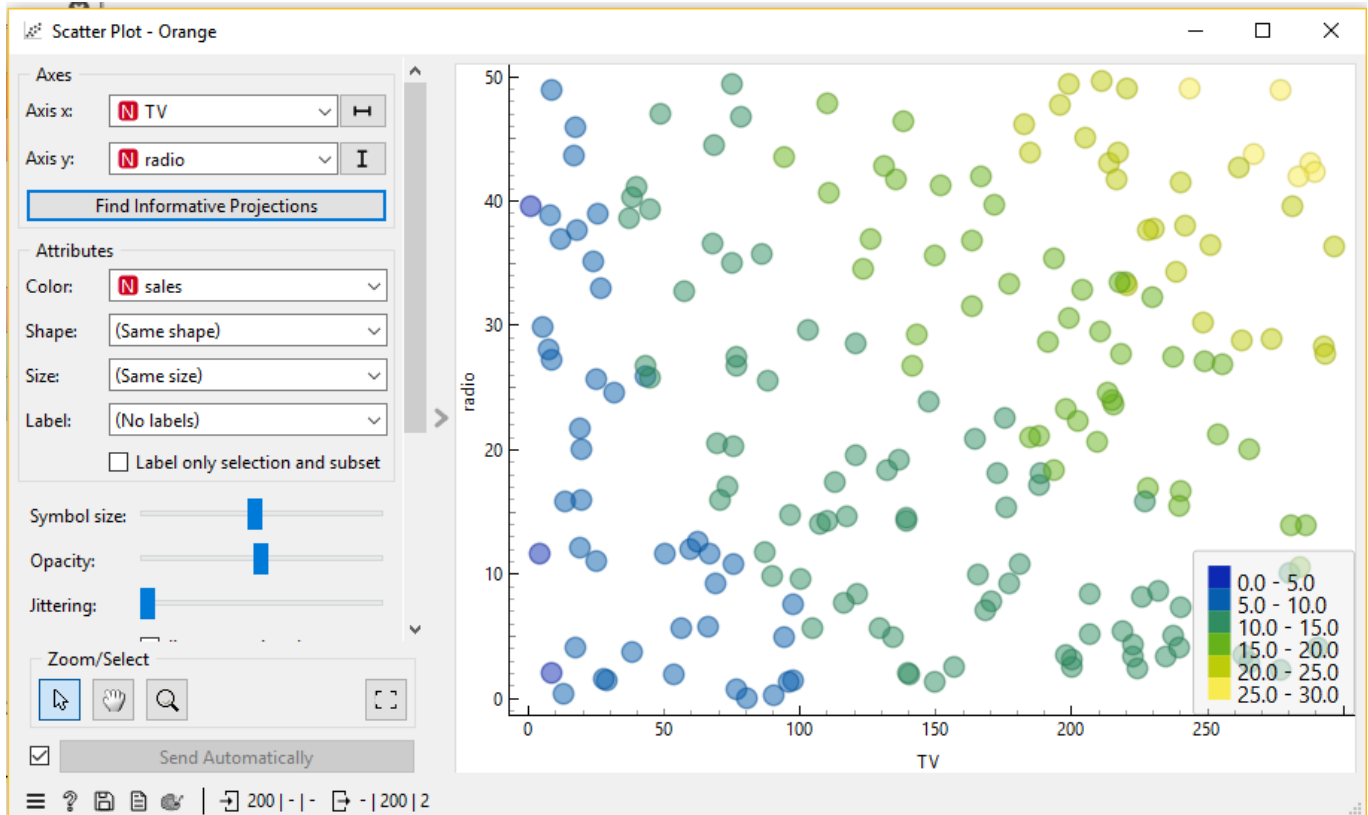 Scatter Plot - Orange
Axes
Axis x:
N TV
Axis y:
N radio
Find Informative Projections
Attributes
Color:
N sales
Shape:
(Same shape)
Size:
(Same size)
Label:
(No labels)
Label only selection and subset
Symbol size:
Opacity:
Jittering:
Zoom/Select
Send Automatically
200 | - | -
- | 200 | 2
50
40
30
20
10
0
radio
0
50
100
150
200
250
TV
0.0 - 5.0
5.0 - 10.0
10.0 - 15.0
15.0 - 20.0
20.0 - 25.0
25.0 - 30.0